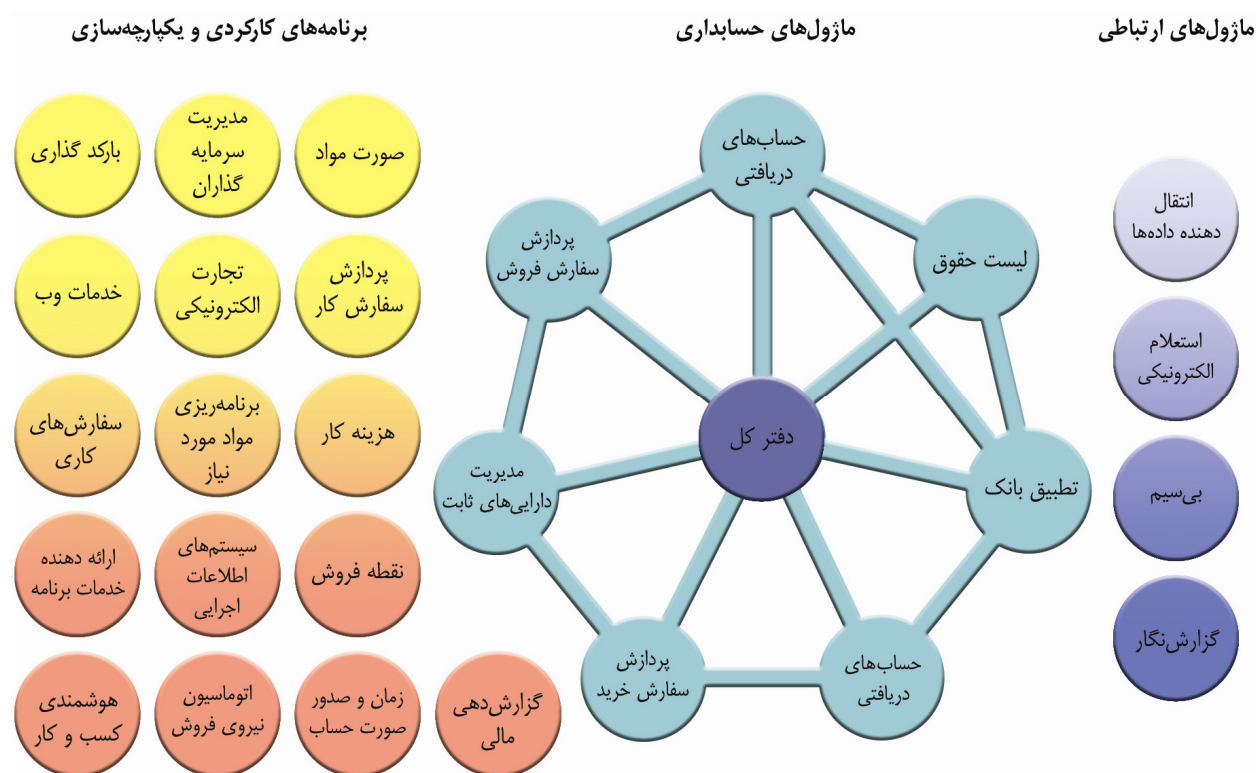 ماژول‌های ارتباطی
انتقال
دهنده داده‌ها
استعلام
الکترونیکی
بی‌سیم
گزارش‌نگار
ماژول‌های حسابداری
حساب‌های
دریافتی
لیست حقوق
پردازش
سفارش فروش
دفتر کل
تطبیق بانک
مدیریت
دارایی‌های ثابت
حساب‌های
دریافتی
پردازش
سفارش خرید
برنامه‌های کارکردی و یکپارچه‌سازی
صورت مواد
مدیریت
سرمایه
گذاران
بارکد گذاری
پردازش
سفارش کار
تجارت
الکترونیکی
خدمات وب
هزینه کار
برنامه‌ریزی
مواد مورد
نیاز
سفارش‌های
کاری
نقطه فروش
سیستم‌های
اطلاعات
اجرایی
ارائه دهنده
خدمات برنامه
گزارش‌دهی
مالی
زمان و صدور
صورت حساب
اتوماسیون
نیروی فروش
هوشمندی
کسب و کار